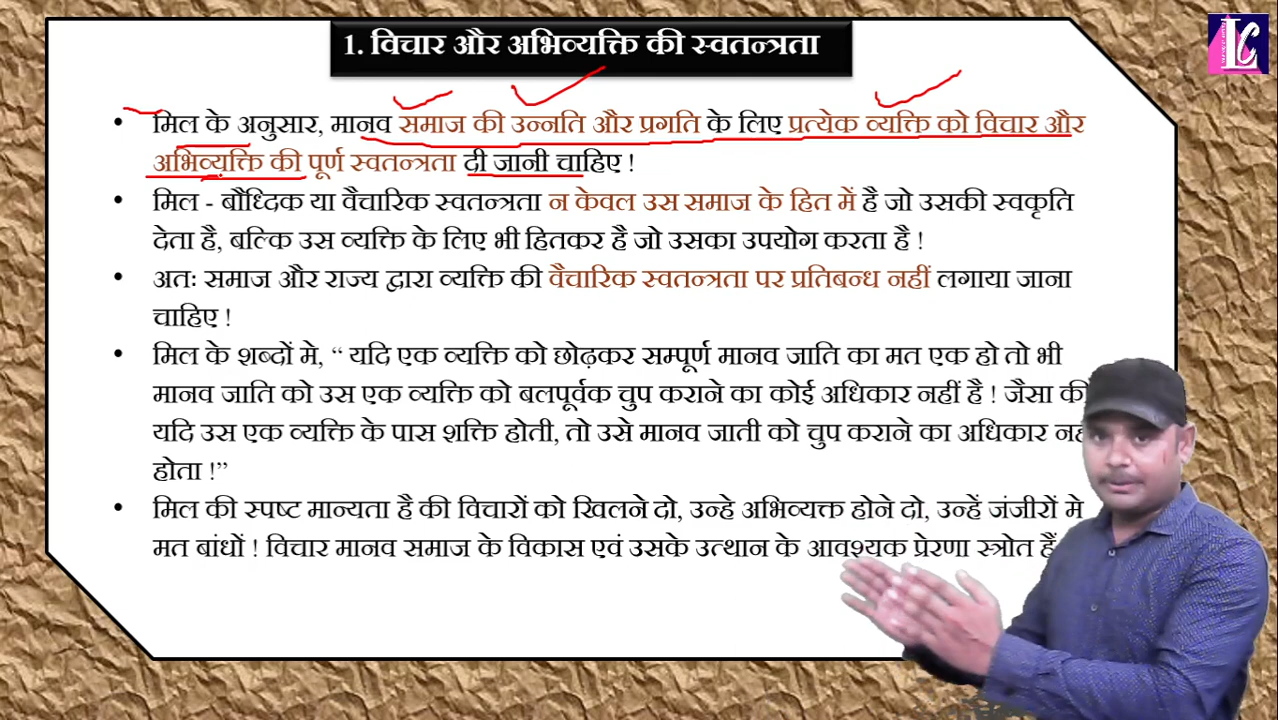 1. विचार और अभिव्यक्ति की स्वतन्त्रता
LC
• मिल के अनुसार, मानव समाज की उन्नति और प्रगति के लिए प्रत्येक व्यक्ति को विचार और
अभिव्यक्ति की पूर्ण स्वतन्त्रता दी जानी चाहिए !
• मिल - बौध्दिक या वैचारिक स्वतन्त्रता न केवल उस समाज के हित में है जो उसकी स्वकृति
देता है, बल्कि उस व्यक्ति के लिए भी हितकर है जो उसका उपयोग करता है !
• अतः समाज और राज्य द्वारा व्यक्ति की वैचारिक स्वतन्त्रता पर प्रतिबन्ध नहीं लगाया जाना
चाहिए !
• मिल के शब्दों मे, “ यदि एक व्यक्ति को छोढ़कर सम्पूर्ण मानव जाति का मत एक हो तो भी
मानव जाति को उस एक व्यक्ति को बलपूर्वक चुप कराने का कोई अधिकार नहीं है ! जैसा की
यदि उस एक व्यक्ति के पास शक्ति होती, तो उसे मानव जाती को चुप कराने का अधिकार
होता !”
• मिल की स्पष्ट मान्यता है की विचारों को खिलने दो, उन्हे अभिव्यक्त होने दो, उन्हें जंजीरों मे
मत बांधों ! विचार मानव समाज के विकास एवं उसके उत्थान के आवश्यक प्रेरणा स्त्रोत हैं